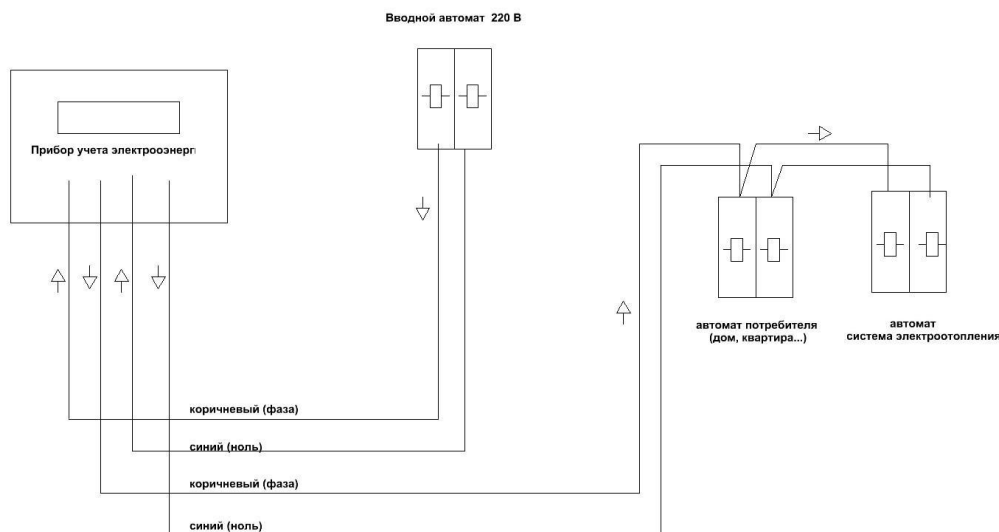 Вводной автомат 220 В
Прибор учета электрооэнерг
автомат потребителя
(дом, квартира...)
автомат
система электроотопления
коричневый (фаза)
синий (ноль)
коричневый (фаза)
синий (ноль)